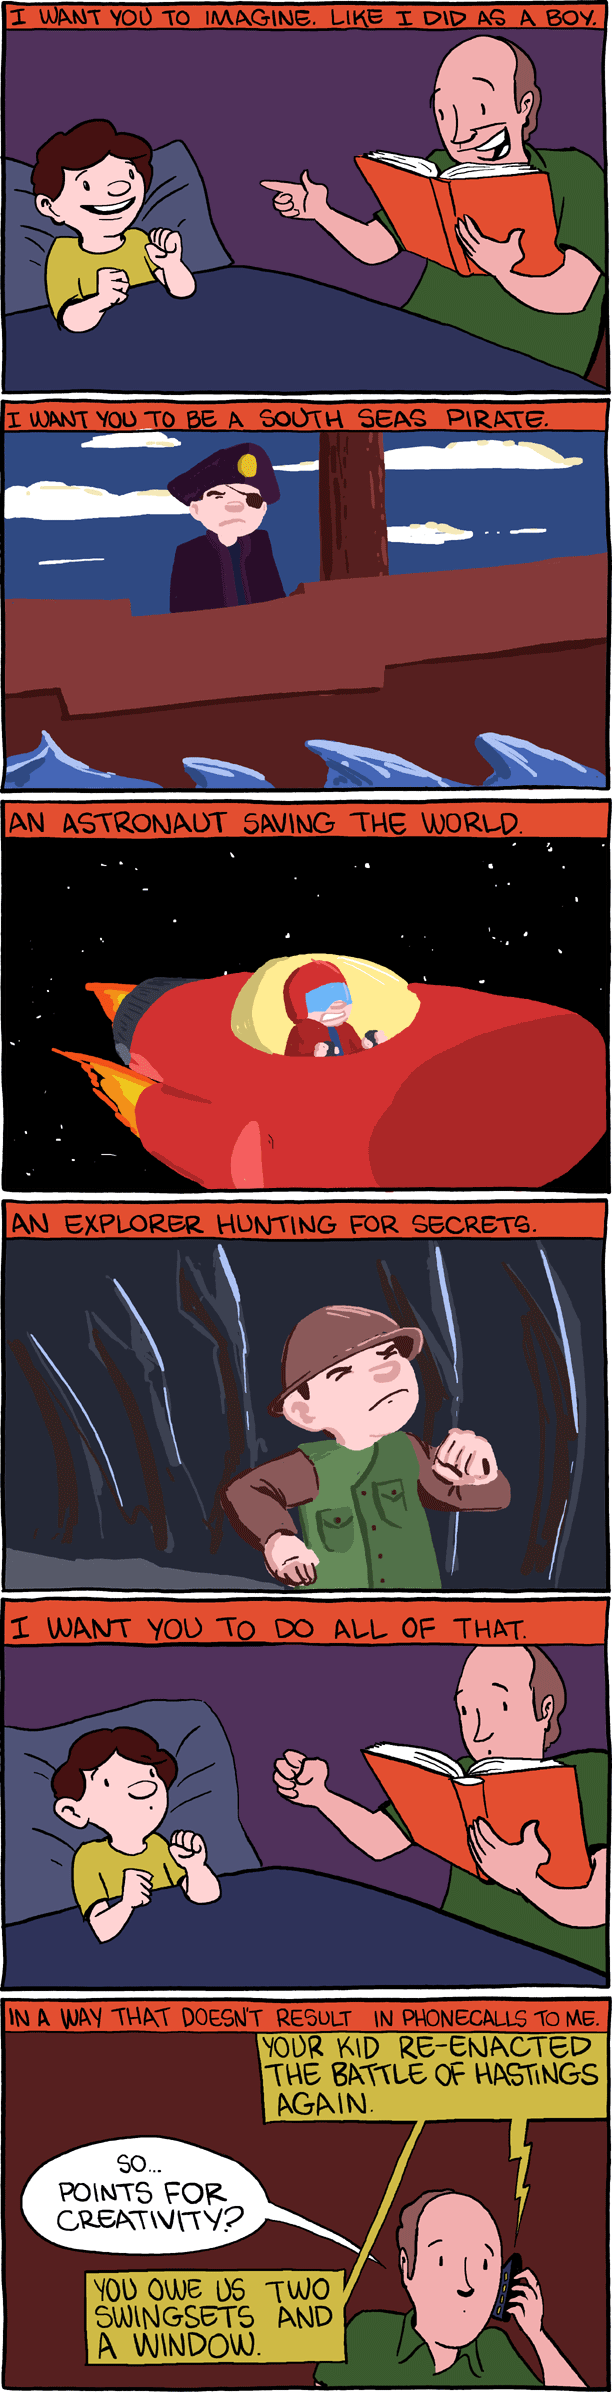 I WANT YOU TO IMAGINE. LIKE I DID AS A BOY.
I WANT YOU TO BE A SOUTH SEAS PIRATE.
AN ASTRONAUT SAVING THE WORLD.
AN EXPLORER HUNTING FOR SECRETS.
I WANT YOU TO DO ALL OF THAT.
IN A WAY THAT DOESN'T RESULT IN PHONECALLS TO ME.
YOUR KID RE-ENACTED
THE BATTLE OF HASTINGS
AGAIN.
SO...
POINTS FOR
CREATIVITY?
YOU OWE US TWO
SWINGSETS AND
A WINDOW.